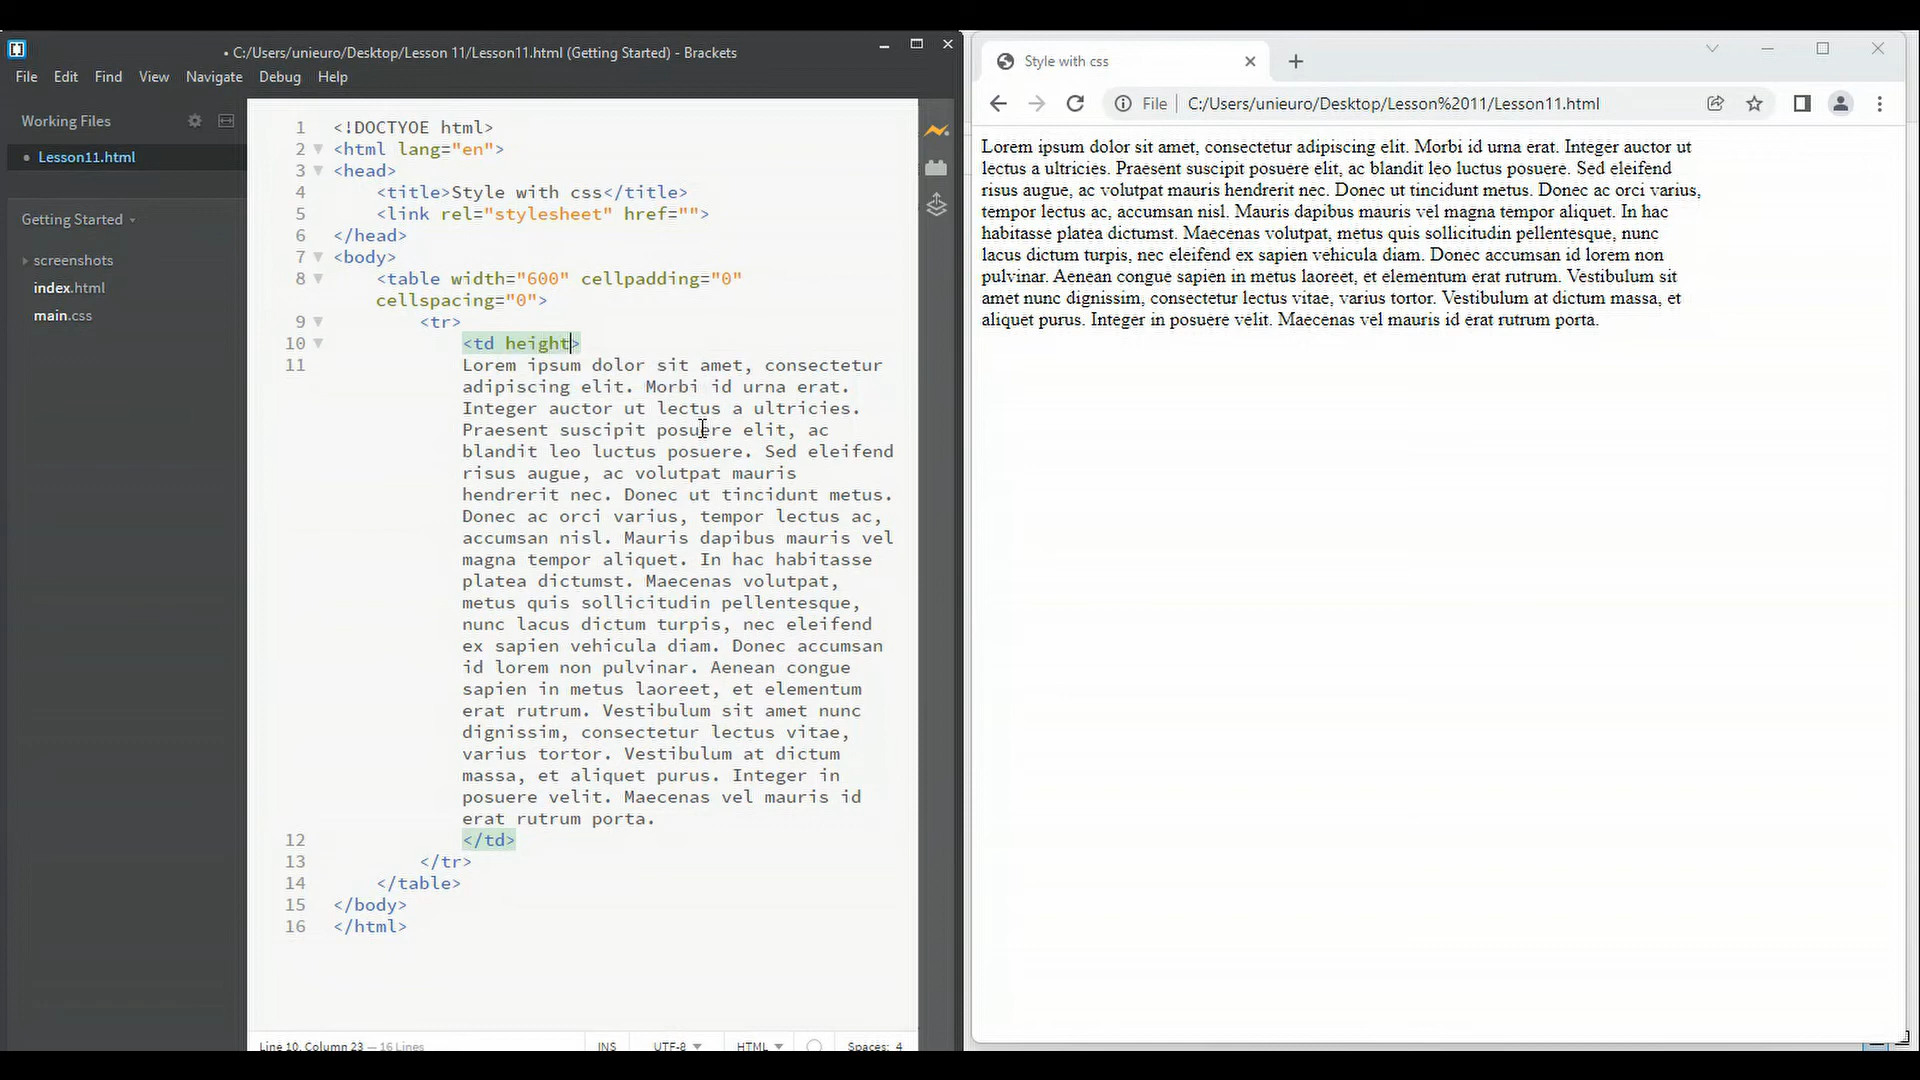 • C:/Users/unieuro/Desktop/Lesson 11/Lesson11.html (Getting Started) - Brackets
File Edit Find View Navigate Debug Help
Working Files
• Lesson11.html
Getting Started
screenshots
index.html
main.css
1 <!DOCTYOE html>
2 <html lang="en">
3 <head>
4 <title>Style with css</title>
5 <link rel="stylesheet" href="">
6 </head>
7 <body>
8 <table width="600" cellpadding="0"
cellspacing="0">
9 <tr>
10 <td height>
11 Lorem ipsum dolor sit amet, consectetur
adipiscing elit. Morbi id urna erat.
Integer auctor ut lectus a ultricies.
Praesent suscipit posuere elit, ac
blandit leo luctus posuere. Sed eleifend
risus augue, ac volutpat mauris
hendrerit nec. Donec ut tincidunt metus.
Donec ac orci varius, tempor lectus ac,
accumsan nisl. Mauris dapibus mauris vel
magna tempor aliquet. In hac habitasse
platea dictumst. Maecenas volutpat,
metus quis sollicitudin pellentesque,
nunc lacus dictum turpis, nec eleifend
ex sapien vehicula diam. Donec accumsan
id lorem non pulvinar. Aenean congue
sapien in metus laoreet, et elementum
erat rutrum. Vestibulum sit amet nunc
dignissim, consectetur lectus vitae,
varius tortor. Vestibulum at dictum
massa, et aliquet purus. Integer in
posuere velit. Maecenas vel mauris id
erat rutrum porta.
12 </td>
13 </tr>
14 </table>
15 </body>
16 </html>
Line 10, Column 23 — 16 Lines INS UTF-8 HTML Spaces: 4
Style with css
File C:/Users/unieuro/Desktop/Lesson%2011/Lesson11.html
Lorem ipsum dolor sit amet, consectetur adipiscing elit. Morbi id urna erat. Integer auctor ut
lectus a ultricies. Praesent suscipit posuere elit, ac blandit leo luctus posuere. Sed eleifend
risus augue, ac volutpat mauris hendrerit nec. Donec ut tincidunt metus. Donec ac orci varius,
tempor lectus ac, accumsan nisl. Mauris dapibus mauris vel magna tempor aliquet. In hac
habitasse platea dictumst. Maecenas volutpat, metus quis sollicitudin pellentesque, nunc
lacus dictum turpis, nec eleifend ex sapien vehicula diam. Donec accumsan id lorem non
pulvinar. Aenean congue sapien in metus laoreet, et elementum erat rutrum. Vestibulum sit
amet nunc dignissim, consectetur lectus vitae, varius tortor. Vestibulum at dictum massa, et
aliquet purus. Integer in posuere velit. Maecenas vel mauris id erat rutrum porta.